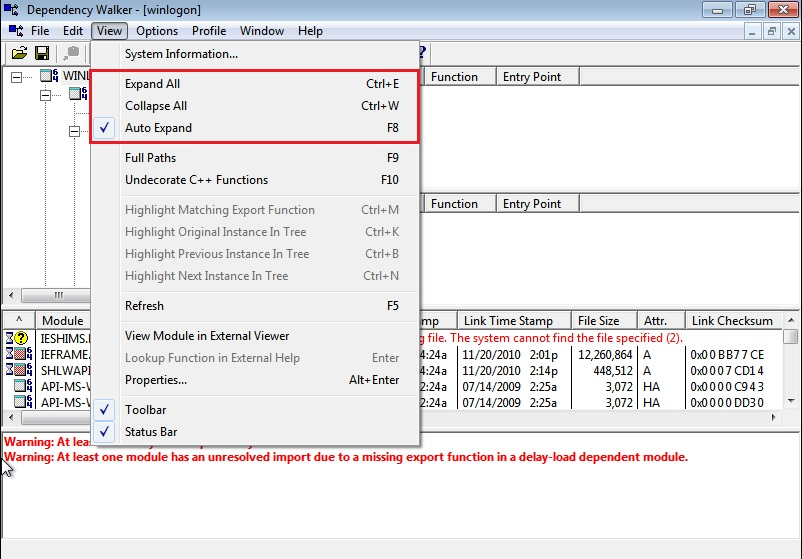 Dependency Walker - [winlogon]
File Edit View Options Profile Window Help
System Information...
Expand All Ctrl+E
Collapse All Ctrl+W
Auto Expand F8
Full Paths F9
Undecorate C++ Functions F10
Highlight Matching Export Function Ctrl+M
Highlight Original Instance In Tree Ctrl+K
Highlight Previous Instance In Tree Ctrl+B
Highlight Next Instance In Tree Ctrl+N
Refresh F5
View Module in External Viewer
Lookup Function in External Help Enter
Properties... Alt+Enter
Toolbar
Status Bar
?
64 WINL
64
Function Entry Point
Function Entry Point
^ Module mp Link Time Stamp File Size Attr. Link Checksum
IESHIMS. g file. The system cannot find the file specified (2).
64 IEFRAME. 4:24a 11/20/2010 2:01p 12,260,864 A 0x00BB77CE
64 SHLWAPI 2:14a 11/20/2010 2:14p 448,512 A 0x0007CD14
64 API-MS-W 2:24a 07/14/2009 2:25a 3,072 HA 0x0000C943
64 API-MS-W 2:24a 07/14/2009 2:25a 3,072 HA 0x0000DD30
Warning: At leas
Warning: At least one module has an unresolved import due to a missing export function in a delay-load dependent module.